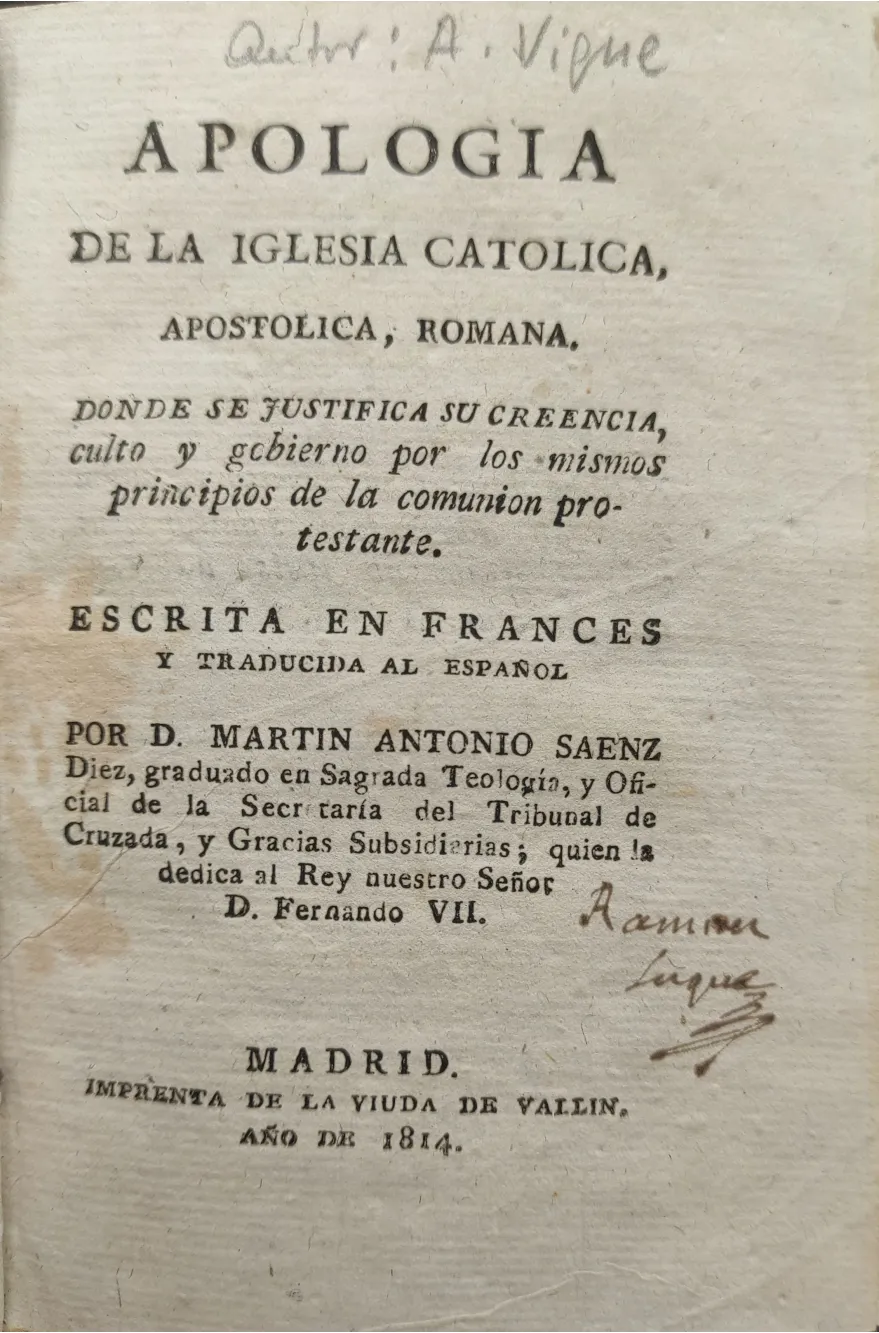 Autor: A. Vigue
APOLOGIA
DE LA IGLESIA CATOLICA,
APOSTOLICA, ROMANA.
DONDE SE JUSTIFICA SU CREENCIA,
culto y gobierno por los mismos
principios de la comunion pro-
testante.
ESCRITA EN FRANCES
Y TRADUCIDA AL ESPAÑOL
POR D. MARTIN ANTONIO SAENZ
Diez, graduado en Sagrada Teología, y Ofi-
cial de la Secretaría del Tribunal de
Cruzada, y Gracias Subsidiarias; quien la
dedica al Rey nuestro Señor
D. Fernando VII.
Ramon
Luque
MADRID.
IMPRENTA DE LA VIUDA DE VALLIN.
AÑO DE 1814.